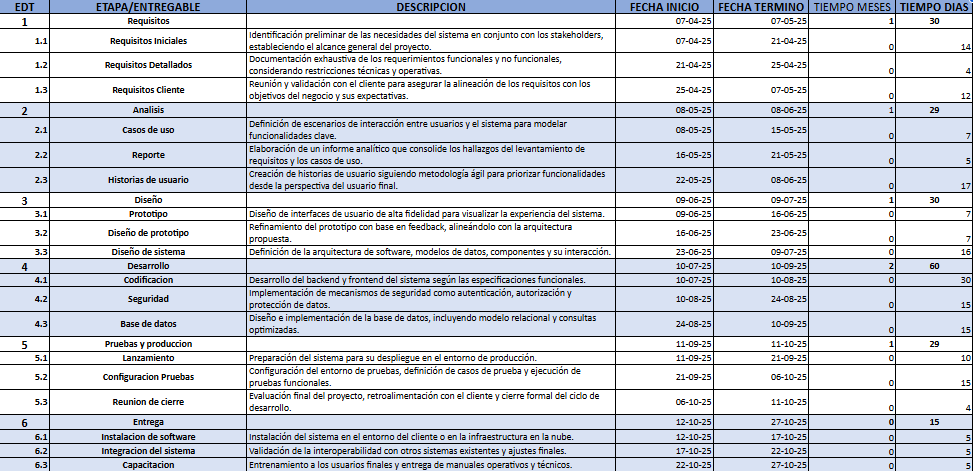 EDT ETAPA/ENTREGABLE DESCRIPCION FECHA INICIO FECHA TERMINO TIEMPO MESES TIEMPO DIAS
1 Requisitos 07-04-25 07-05-25 1 30
1.1 Requisitos Iniciales Identificación preliminar de las necesidades del sistema en conjunto con los stakeholders, estableciendo el alcance general del proyecto. 07-04-25 21-04-25 0 14
1.2 Requisitos Detallados Documentación exhaustiva de los requerimientos funcionales y no funcionales, considerando restricciones técnicas y operativas. 21-04-25 25-04-25 0 4
1.3 Requisitos Cliente Reunión y validación con el cliente para asegurar la alineación de los requisitos con los objetivos del negocio y sus expectativas. 25-04-25 07-05-25 0 12
2 Analisis 08-05-25 08-06-25 1 29
2.1 Casos de uso Definición de escenarios de interacción entre usuarios y el sistema para modelar funcionalidades clave. 08-05-25 15-05-25 0 7
2.2 Reporte Elaboración de un informe analítico que consolide los hallazgos del levantamiento de requisitos y los casos de uso. 16-05-25 21-05-25 0 5
2.3 Historias de usuario Creación de historias de usuario siguiendo metodología ágil para priorizar funcionalidades desde la perspectiva del usuario final. 22-05-25 08-06-25 0 17
3 Diseño 09-06-25 09-07-25 1 30
3.1 Prototipo Diseño de interfaces de usuario de alta fidelidad para visualizar la experiencia del sistema. 09-06-25 16-06-25 0 7
3.2 Diseño de prototipo Refinamiento del prototipo con base en feedback, alineándolo con la arquitectura propuesta. 16-06-25 23-06-25 0 7
3.3 Diseño de sistema Definición de la arquitectura de software, modelos de datos, componentes y su interacción. 23-06-25 09-07-25 0 16
4 Desarrollo 10-07-25 10-09-25 2 60
4.1 Codificacion Desarrollo del backend y frontend del sistema según las especificaciones funcionales. 10-07-25 10-08-25 0 30
4.2 Seguridad Implementación de mecanismos de seguridad como autenticación, autorización y protección de datos. 10-08-25 24-08-25 0 15
4.3 Base de datos Diseño e implementación de la base de datos, incluyendo modelo relacional y consultas optimizadas. 24-08-25 10-09-25 0 15
5 Pruebas y produccion 11-09-25 11-10-25 1 29
5.1 Lanzamiento Preparación del sistema para su despliegue en el entorno de producción. 11-09-25 21-09-25 0 10
5.2 Configuracion Pruebas Configuración del entorno de pruebas, definición de casos de prueba y ejecución de pruebas funcionales. 21-09-25 06-10-25 0 15
5.3 Reunion de cierre Evaluación final del proyecto, retroalimentación con el cliente y cierre formal del ciclo de desarrollo. 06-10-25 11-10-25 0 4
6 Entrega 12-10-25 27-10-25 0 15
6.1 Instalacion de software Instalación del sistema en el entorno del cliente o en la infraestructura en la nube. 12-10-25 17-10-25 0 5
6.2 Integracion del sistema Validación de la interoperabilidad con otros sistemas existentes y ajustes finales. 17-10-25 22-10-25 0 5
6.3 Capacitacion Entrenamiento a los usuarios finales y entrega de manuales operativos y técnicos. 22-10-25 27-10-25 0 5